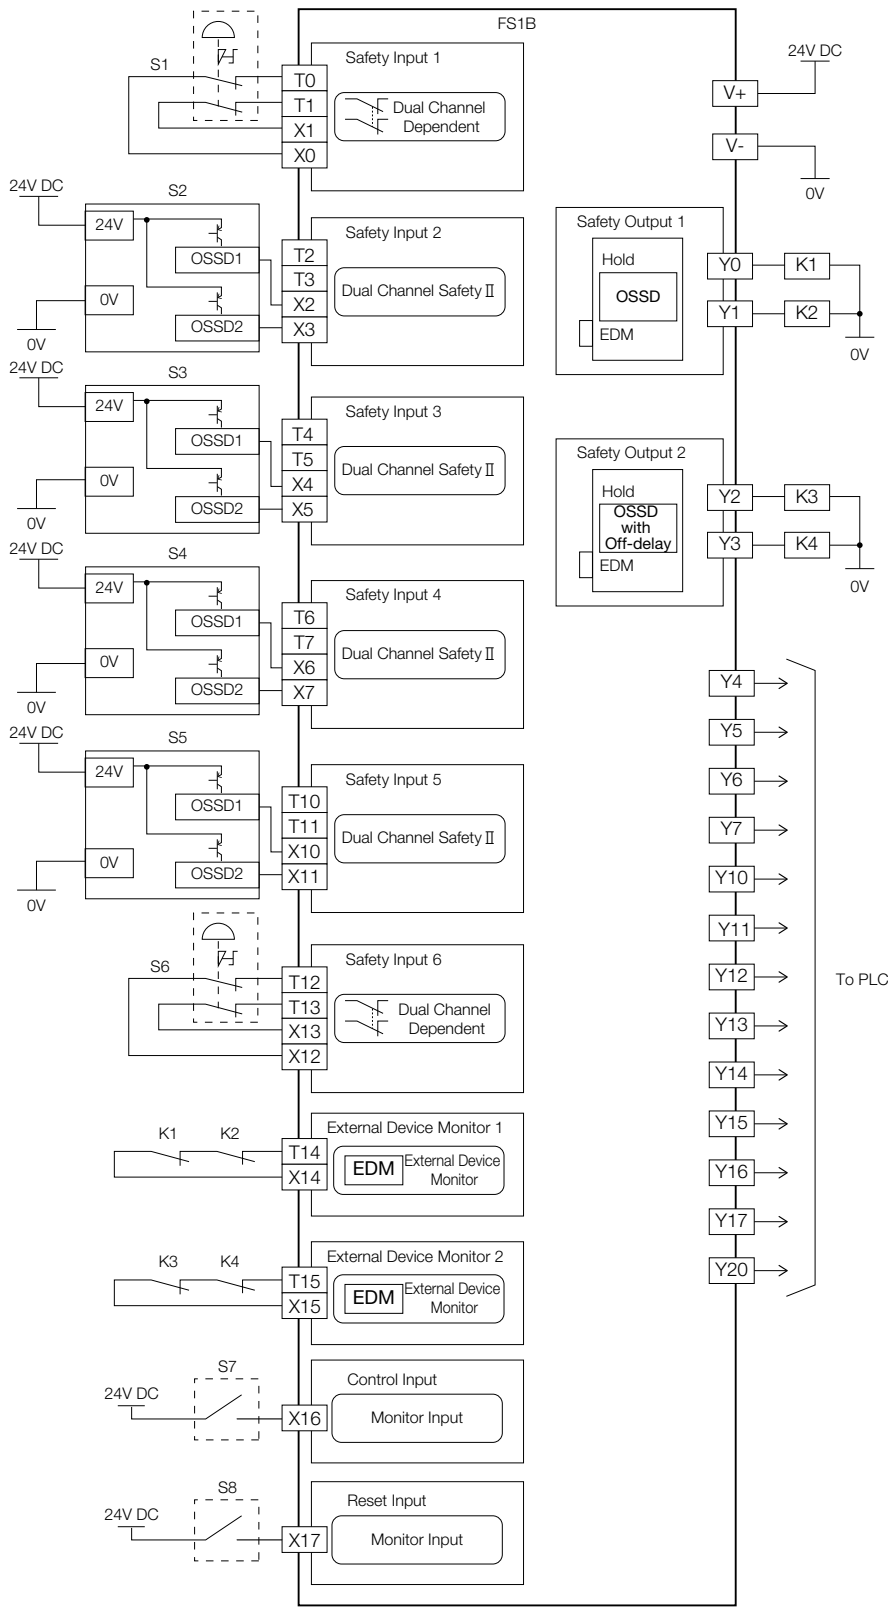 FS1B
S1
T0
T1
X1
X0
Safety Input 1
Dual Channel
Dependent
24V DC
V+
V-
0V
24V DC
S2
24V
OSSD1
0V
OSSD2
0V
T2
T3
X2
X3
Safety Input 2
Dual Channel Safety Ⅱ
Safety Output 1
Hold
OSSD
EDM
Y0
K1
Y1
K2
0V
24V DC
S3
24V
OSSD1
0V
OSSD2
0V
T4
T5
X4
X5
Safety Input 3
Dual Channel Safety Ⅱ
Safety Output 2
Hold
OSSD
with
Off-delay
EDM
Y2
K3
Y3
K4
0V
24V DC
S4
24V
OSSD1
0V
OSSD2
0V
T6
T7
X6
X7
Safety Input 4
Dual Channel Safety Ⅱ
24V DC
S5
24V
OSSD1
0V
OSSD2
0V
T10
T11
X10
X11
Safety Input 5
Dual Channel Safety Ⅱ
S6
T12
T13
X13
X12
Safety Input 6
Dual Channel
Dependent
Y4
Y5
Y6
Y7
Y10
Y11
Y12
Y13
Y14
Y15
Y16
Y17
Y20
To PLC
K1
K2
T14
X14
External Device Monitor 1
EDM
External Device
Monitor
K3
K4
T15
X15
External Device Monitor 2
EDM
External Device
Monitor
S7
24V DC
X16
Control Input
Monitor Input
S8
24V DC
X17
Reset Input
Monitor Input